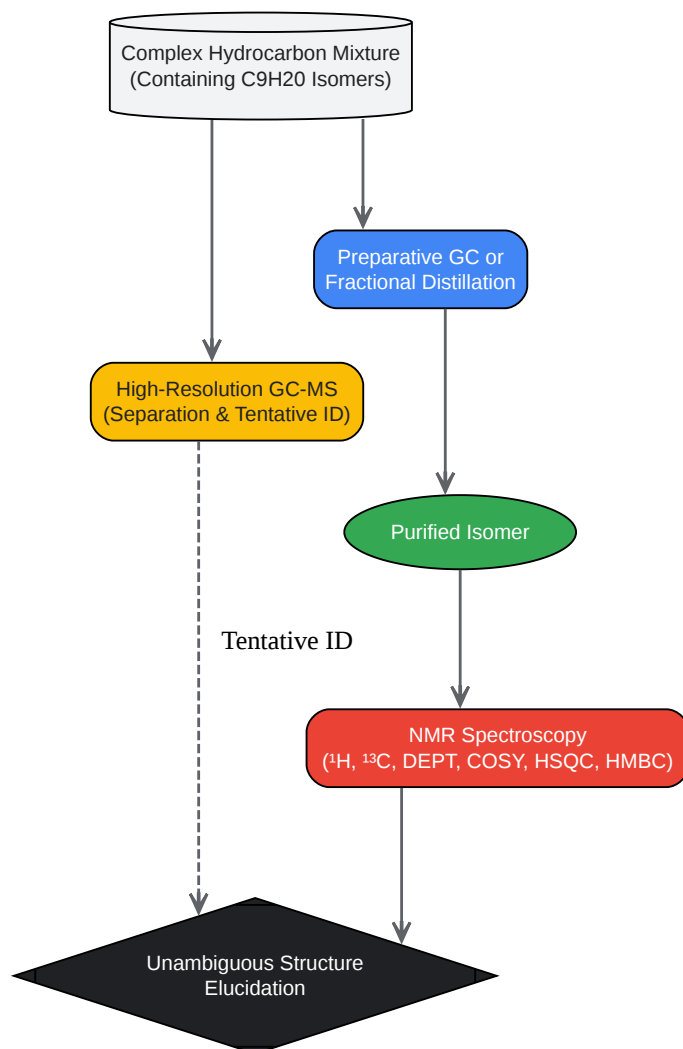 Complex Hydrocarbon Mixture
(Containing C9H20 Isomers)
Preparative GC or
Fractional Distillation
High-Resolution GC-MS
(Separation & Tentative ID)
Purified Isomer
Tentative ID
NMR Spectroscopy
(¹H, ¹³C, DEPT, COSY, HSQC, HMBC)
Unambiguous Structure
Elucidation